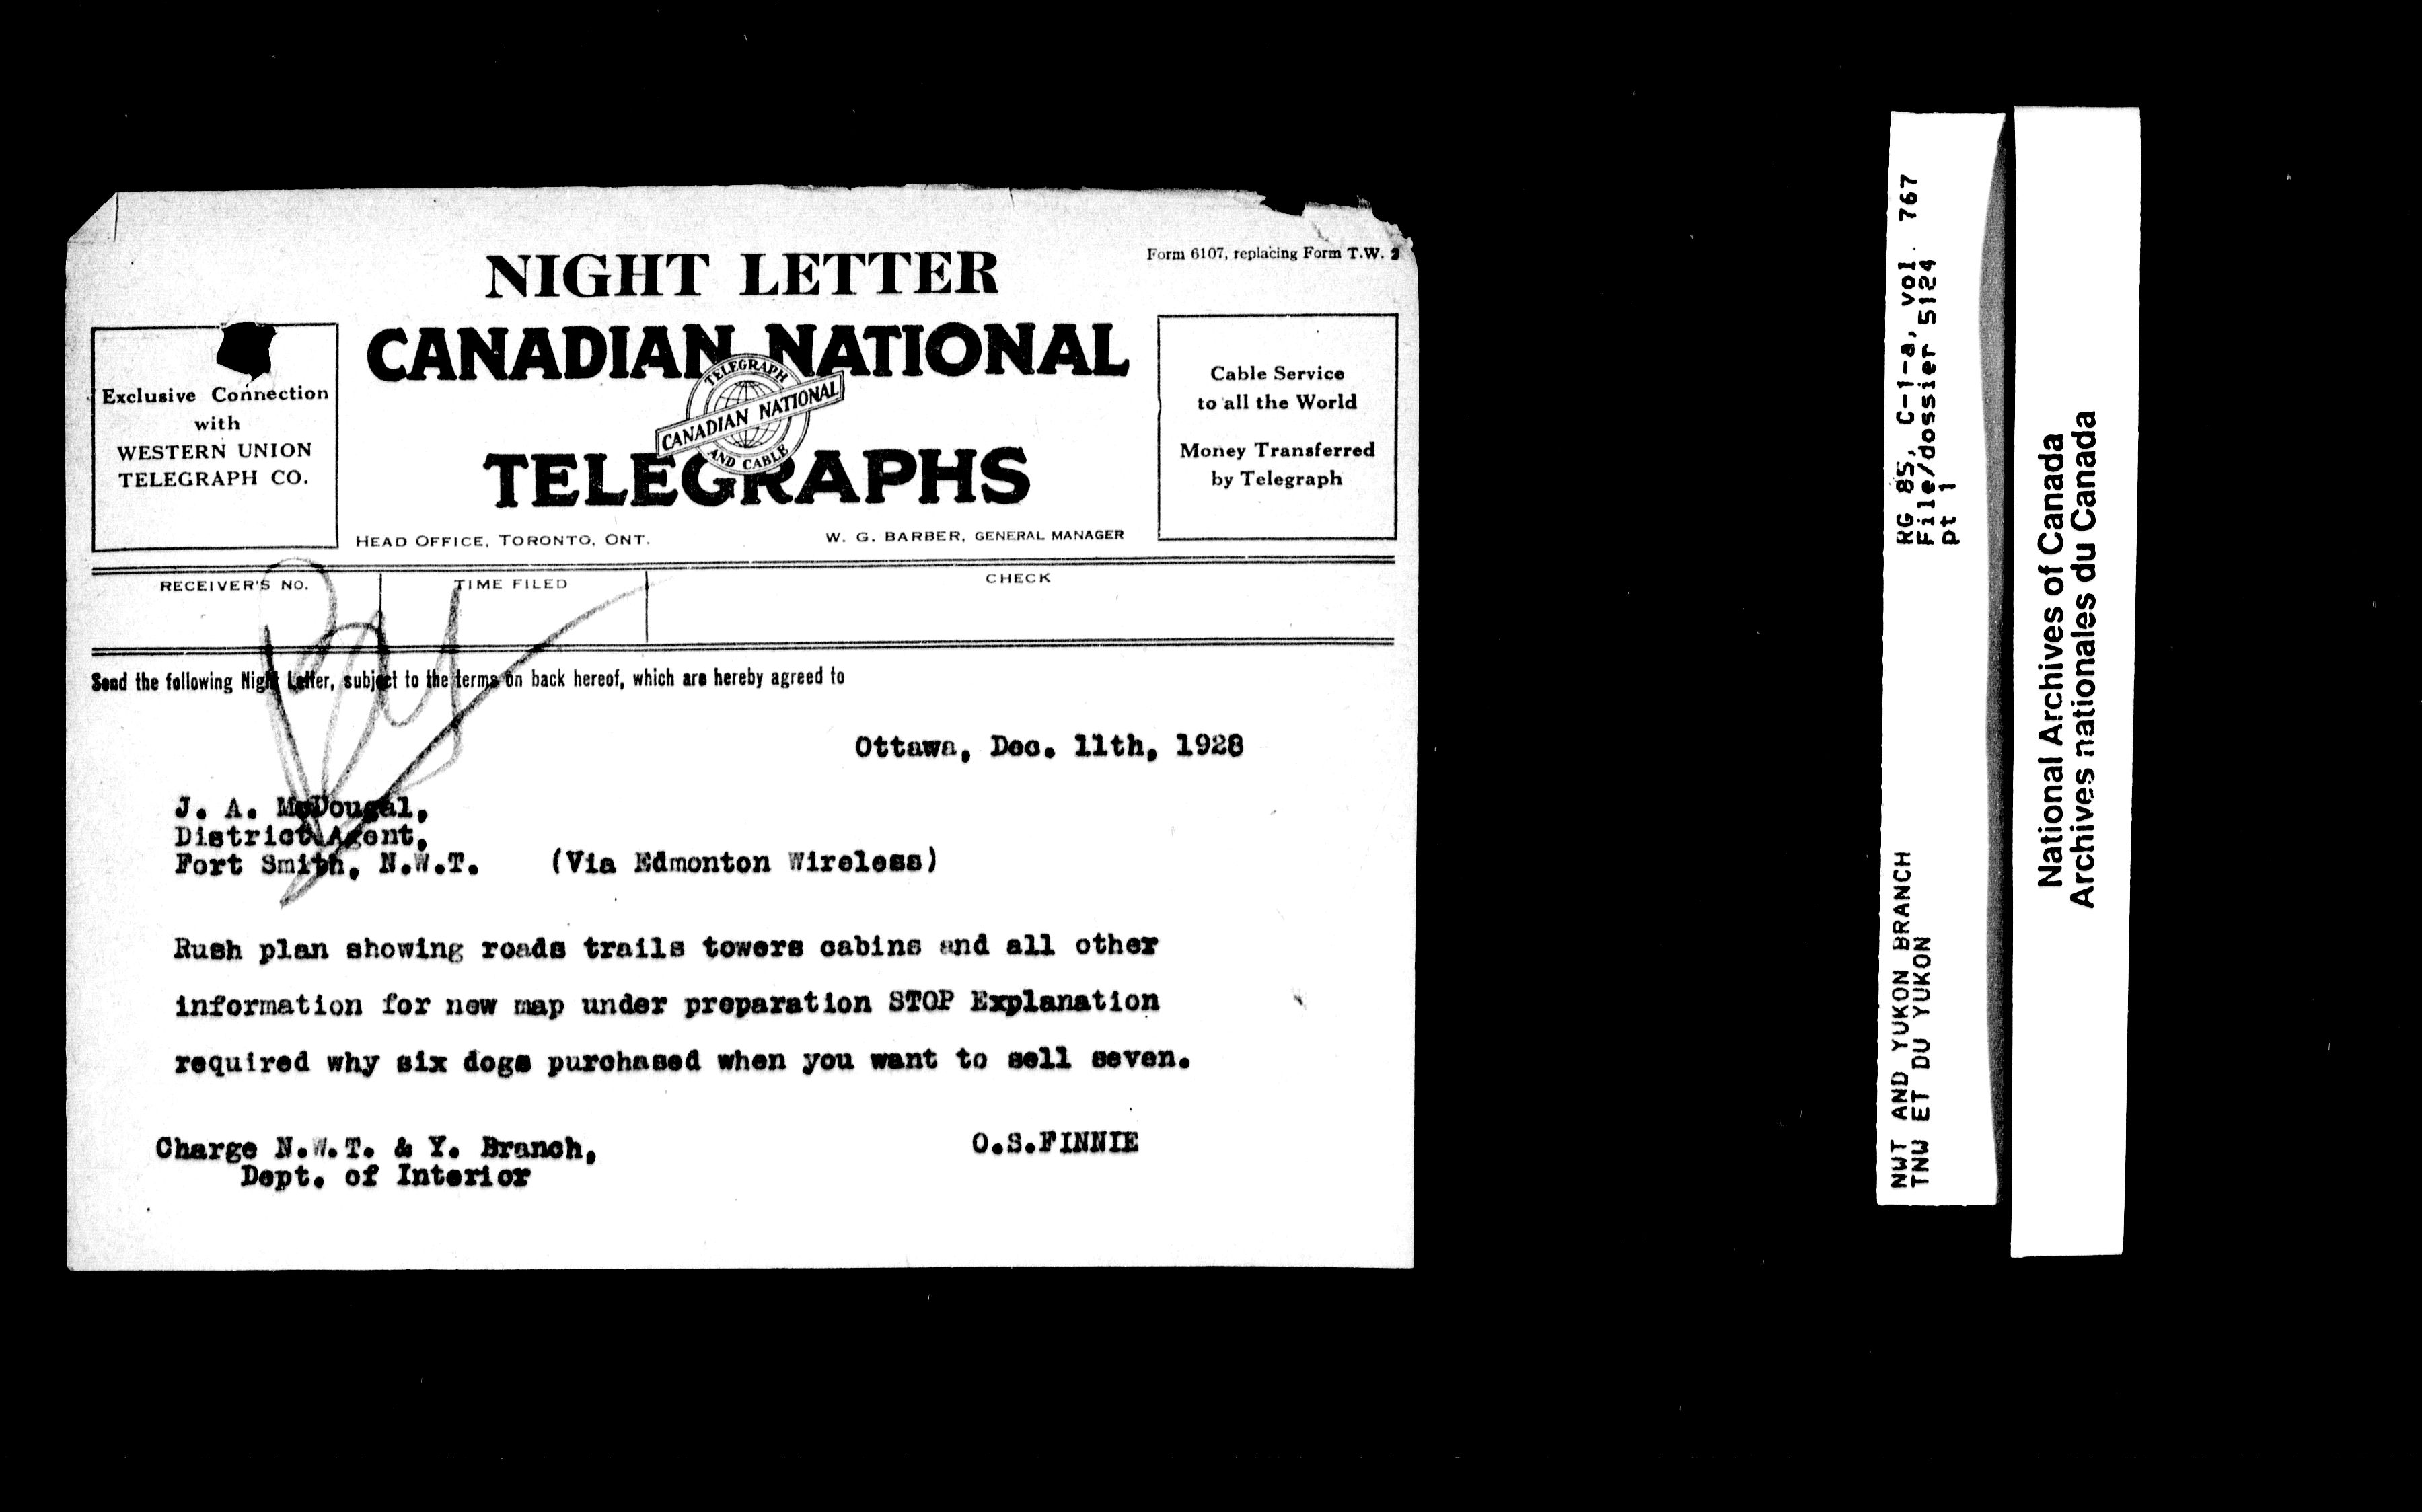 Form 6107, replacing Form T.W. 2
NIGHT LETTER
CANADIAN NATIONAL
TELEGRAPHS
TELEGRAPH
CANADIAN NATIONAL
AND CABLE
Exclusive Connection
with
WESTERN UNION
TELEGRAPH CO.
Cable Service
to all the World
Money Transferred
by Telegraph
HEAD OFFICE, TORONTO, ONT.
W. G. BARBER, GENERAL MANAGER
RECEIVER'S NO.
TIME FILED
CHECK
Send the following Night Letter, subject to the terms on back hereof, which are hereby agreed to
Ottawa, Dec. 11th, 1928
J. A. McDougal,
District Agent,
Fort Smith, N.W.T. (Via Edmonton Wireless)
Rush plan showing roads trails towers cabins and all other
information for new map under preparation STOP Explanation
required why six dogs purchased when you want to sell seven.
Charge N.W.T. & Y. Branch,
Dept. of Interior
O.S.FINNIE
RG 85, C-1-a, vol. 767
File/dossier 5124
pt 1
NWT AND YUKON BRANCH
TNW ET DU YUKON
National Archives of Canada
Archives nationales du Canada